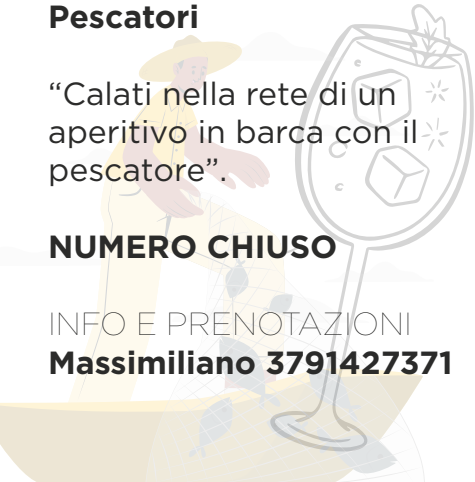 Pescatori
“Calati nella rete di un
aperitivo in barca con il
pescatore”.
NUMERO CHIUSO
INFO E PRENOTAZIONI
Massimiliano 3791427371